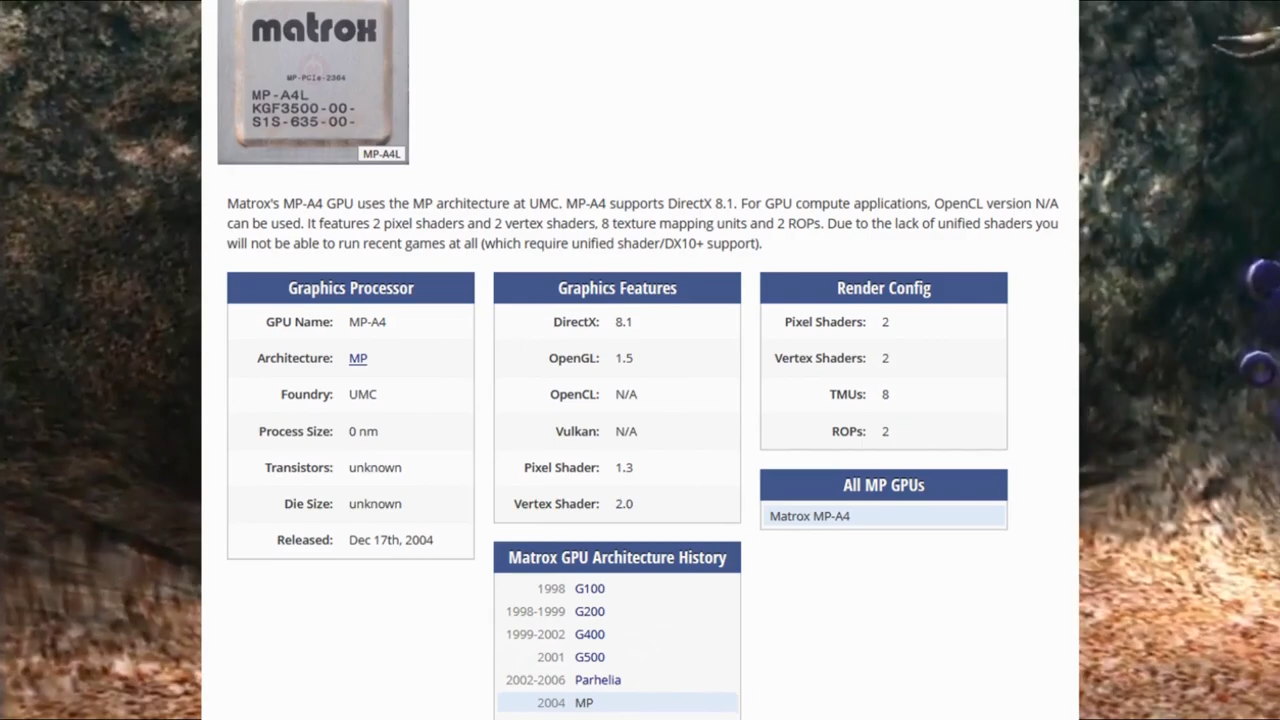 matrox
MP-PCIe-2364
MP-A4L
KGF3500-00-
S1S-635-00-
MP-A4L
Matrox's MP-A4 GPU uses the MP architecture at UMC. MP-A4 supports DirectX 8.1. For GPU compute applications, OpenCL version N/A
can be used. It features 2 pixel shaders and 2 vertex shaders, 8 texture mapping units and 2 ROPs. Due to the lack of unified shaders you
will not be able to run recent games at all (which require unified shader/DX10+ support).
Graphics Processor
GPU Name: MP-A4
Architecture: MP
Foundry: UMC
Process Size: 0 nm
Transistors: unknown
Die Size: unknown
Released: Dec 17th, 2004
Graphics Features
DirectX: 8.1
OpenGL: 1.5
OpenCL: N/A
Vulkan: N/A
Pixel Shader: 1.3
Vertex Shader: 2.0
Matrox GPU Architecture History
1998 G100
1998-1999 G200
1999-2002 G400
2001 G500
2002-2006 Parhelia
2004 MP
Render Config
Pixel Shaders: 2
Vertex Shaders: 2
TMUs: 8
ROPs: 2
All MP GPUs
Matrox MP-A4